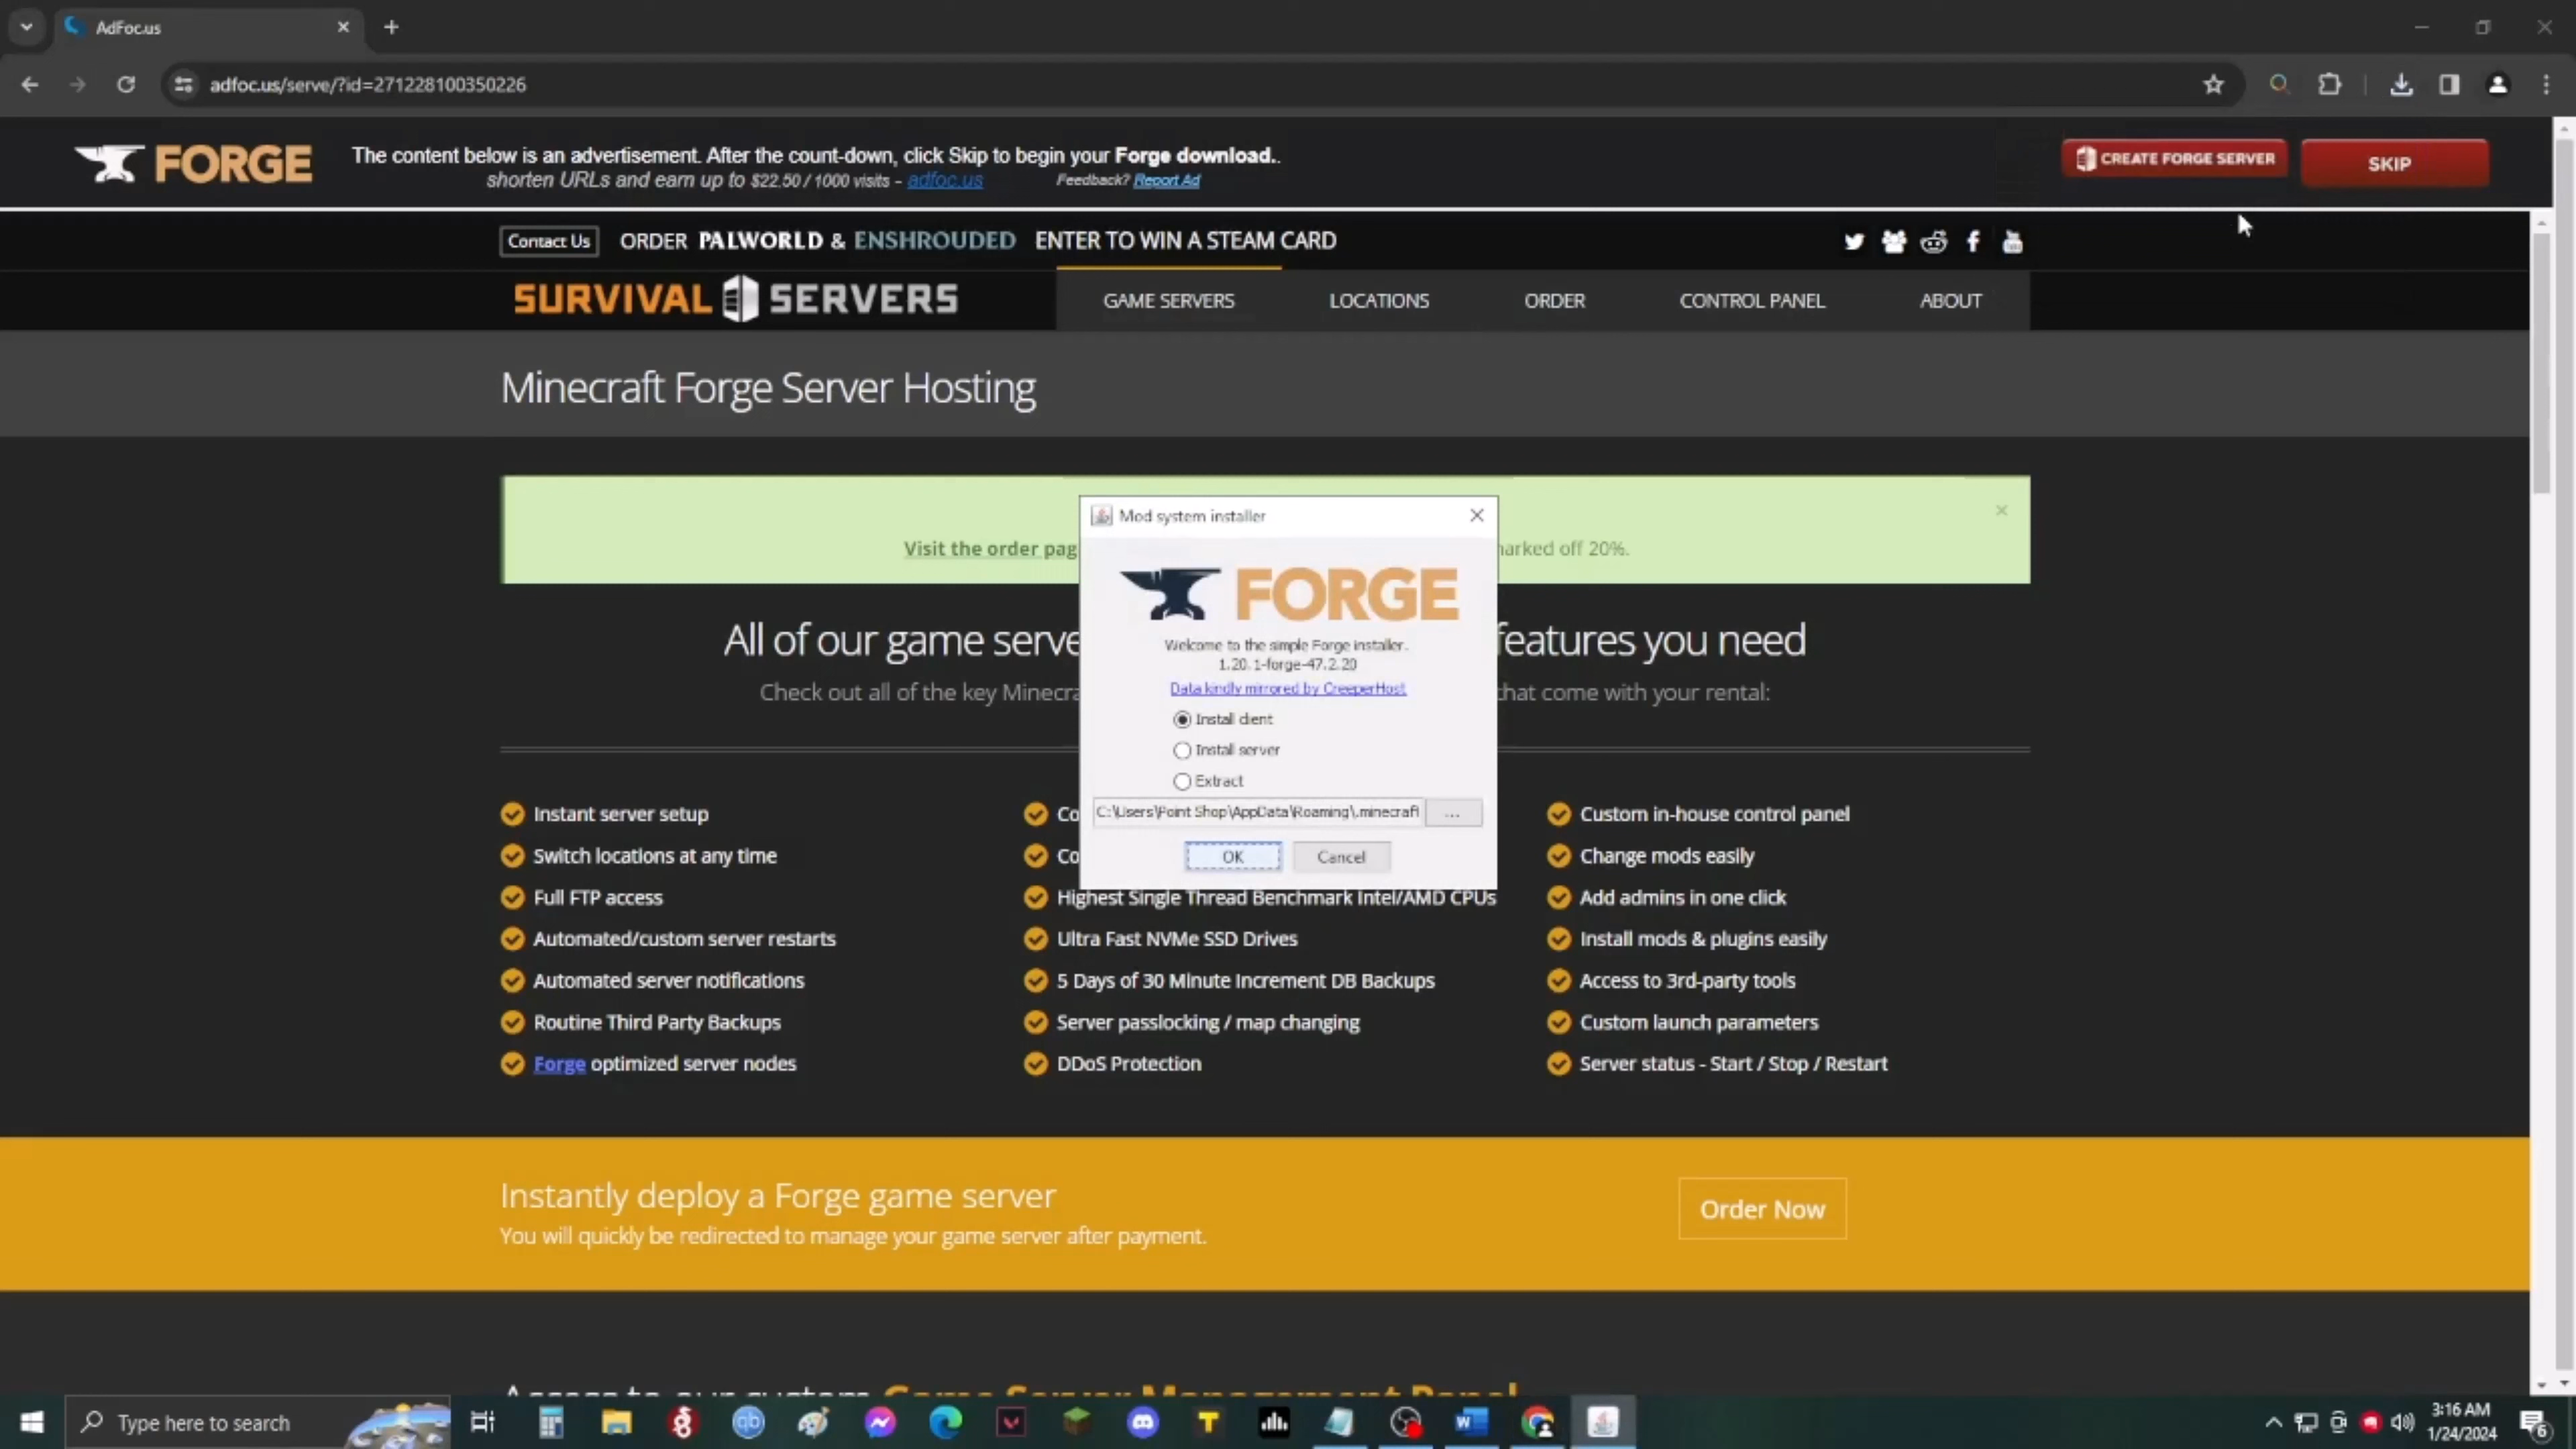 AdFoc.us
adfoc.us/serve/?id=271228100350226
FORGE
The content below is an advertisement. After the count-down, click Skip to begin your Forge download..
shorten URLs and earn up to $22.50 / 1000 visits - adfoc.us
Feedback? Report Ad
CREATE FORGE SERVER
SKIP
Contact Us
ORDER PALWORLD & ENSHROUDED
ENTER TO WIN A STEAM CARD
SURVIVAL SERVERS
GAME SERVERS
LOCATIONS
ORDER
CONTROL PANEL
ABOUT
Minecraft Forge Server Hosting
Visit the order pag
arked off 20%.
All of our game serve
features you need
Check out all of the key Minecra
that come with your rental:
Mod system installer
FORGE
Welcome to the simple Forge installer.
1.20.1-forge-47.2.20
Data kindly mirrored by CreeperHost
Install client
Install server
Extract
C:\Users\Point Shop\AppData\Roaming\.minecraft
...
OK
Cancel
Instant server setup
Switch locations at any time
Full FTP access
Automated/custom server restarts
Automated server notifications
Routine Third Party Backups
Forge optimized server nodes
Co
Co
Highest Single Thread Benchmark Intel/AMD CPUs
Ultra Fast NVMe SSD Drives
5 Days of 30 Minute Increment DB Backups
Server passlocking / map changing
DDoS Protection
Custom in-house control panel
Change mods easily
Add admins in one click
Install mods & plugins easily
Access to 3rd-party tools
Custom launch parameters
Server status - Start / Stop / Restart
Instantly deploy a Forge game server
You will quickly be redirected to manage your game server after payment.
Order Now
Access to our custom Game Server Management Panel
Type here to search
3:16 AM
1/24/2024
6